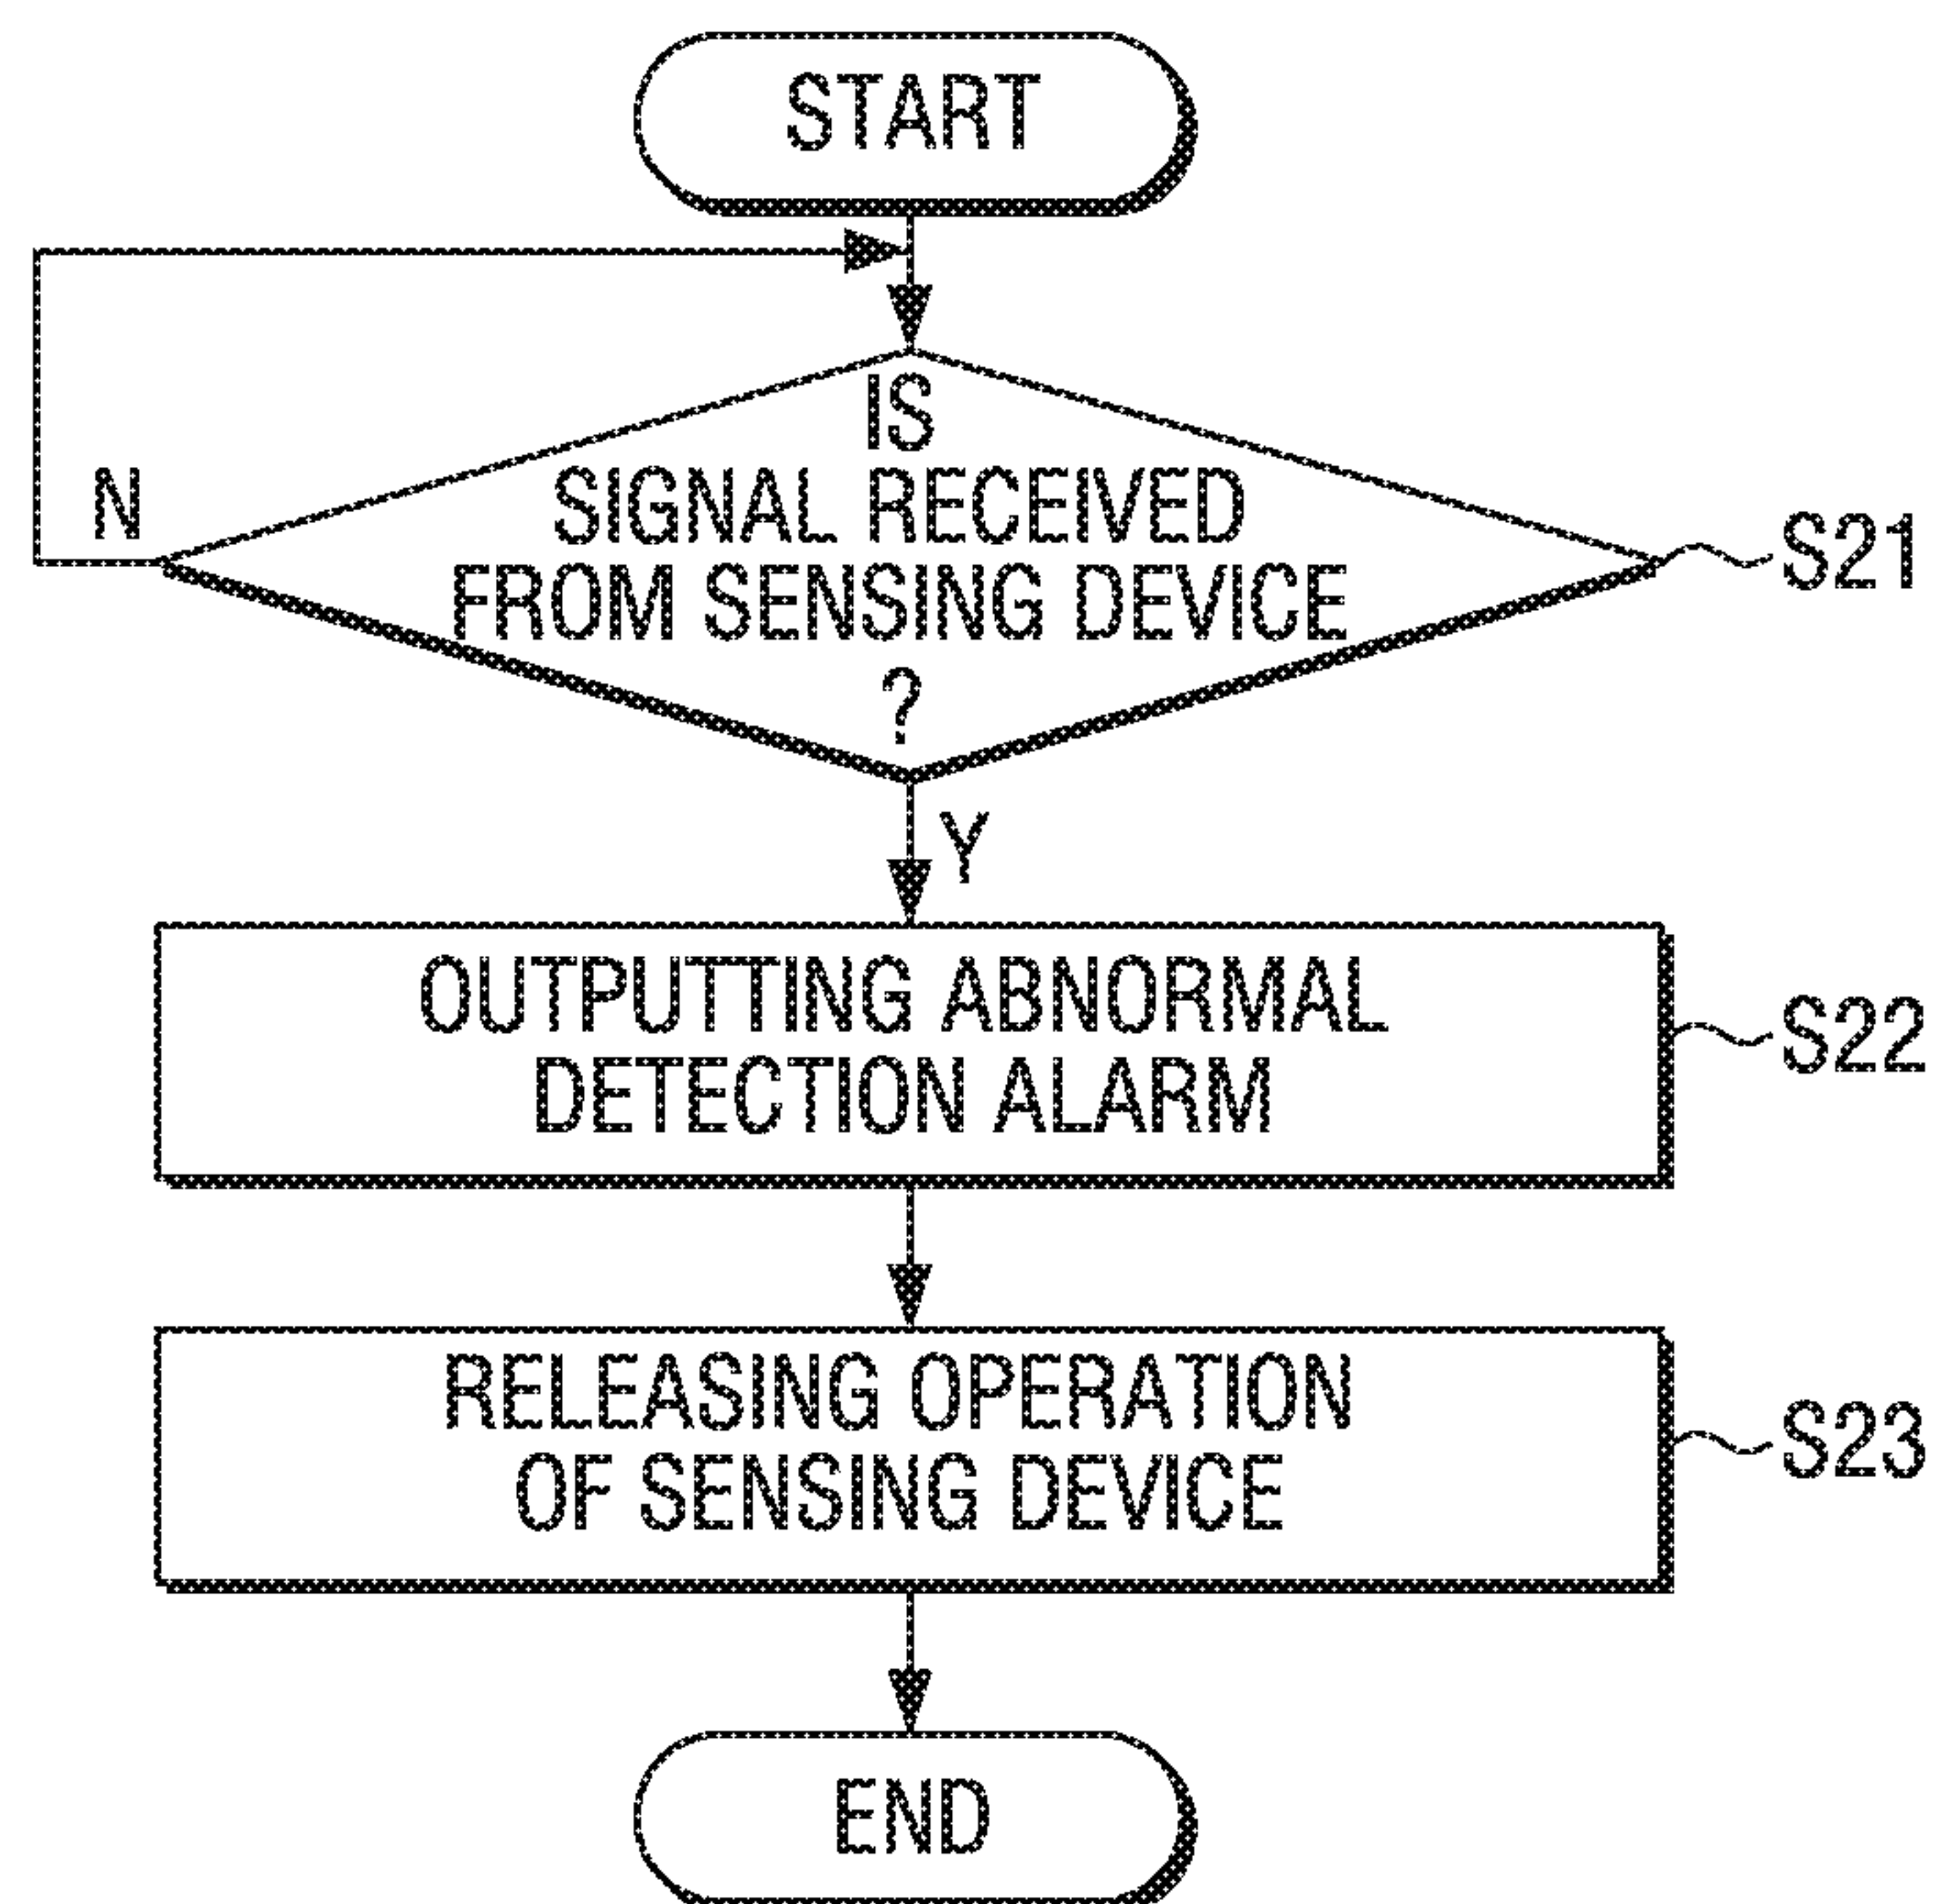 START
IS
SIGNAL RECEIVED
FROM SENSING DEVICE
?
N
S21
Y
OUTPUTTING ABNORMAL
DETECTION ALARM
S22
RELEASING OPERATION
OF SENSING DEVICE
S23
END